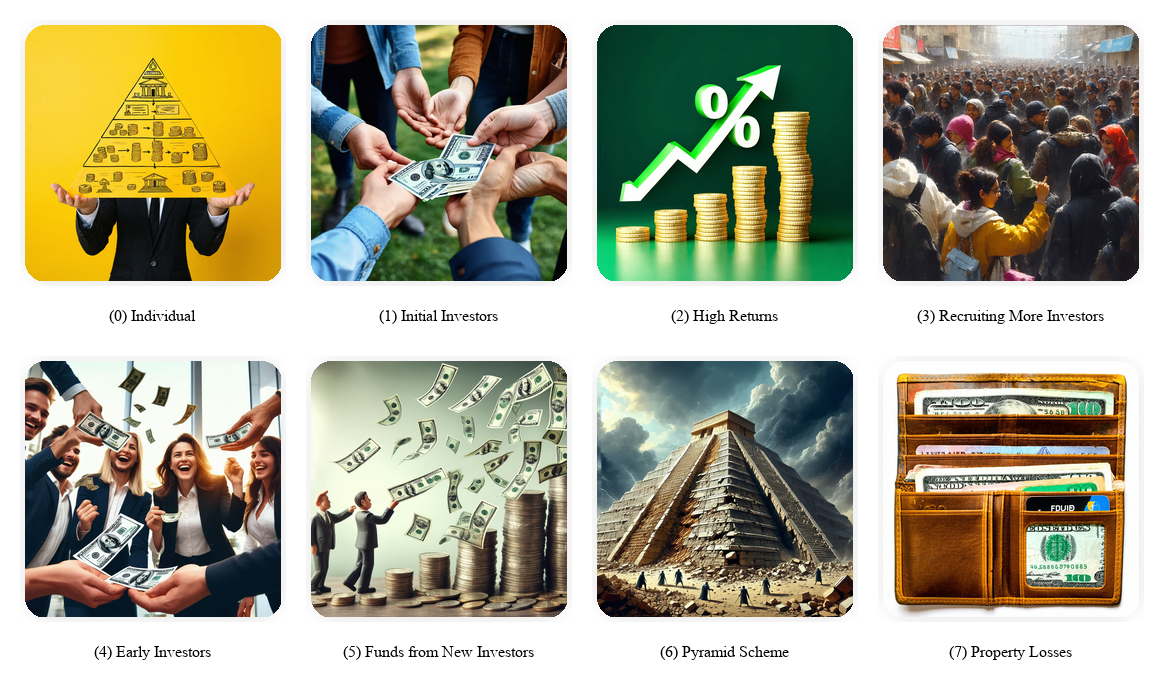 %
(0) Individual
(1) Initial Investors
(2) High Returns
(3) Recruiting More Investors
(4) Early Investors
(5) Funds from New Investors
(6) Pyramid Scheme
(7) Property Losses